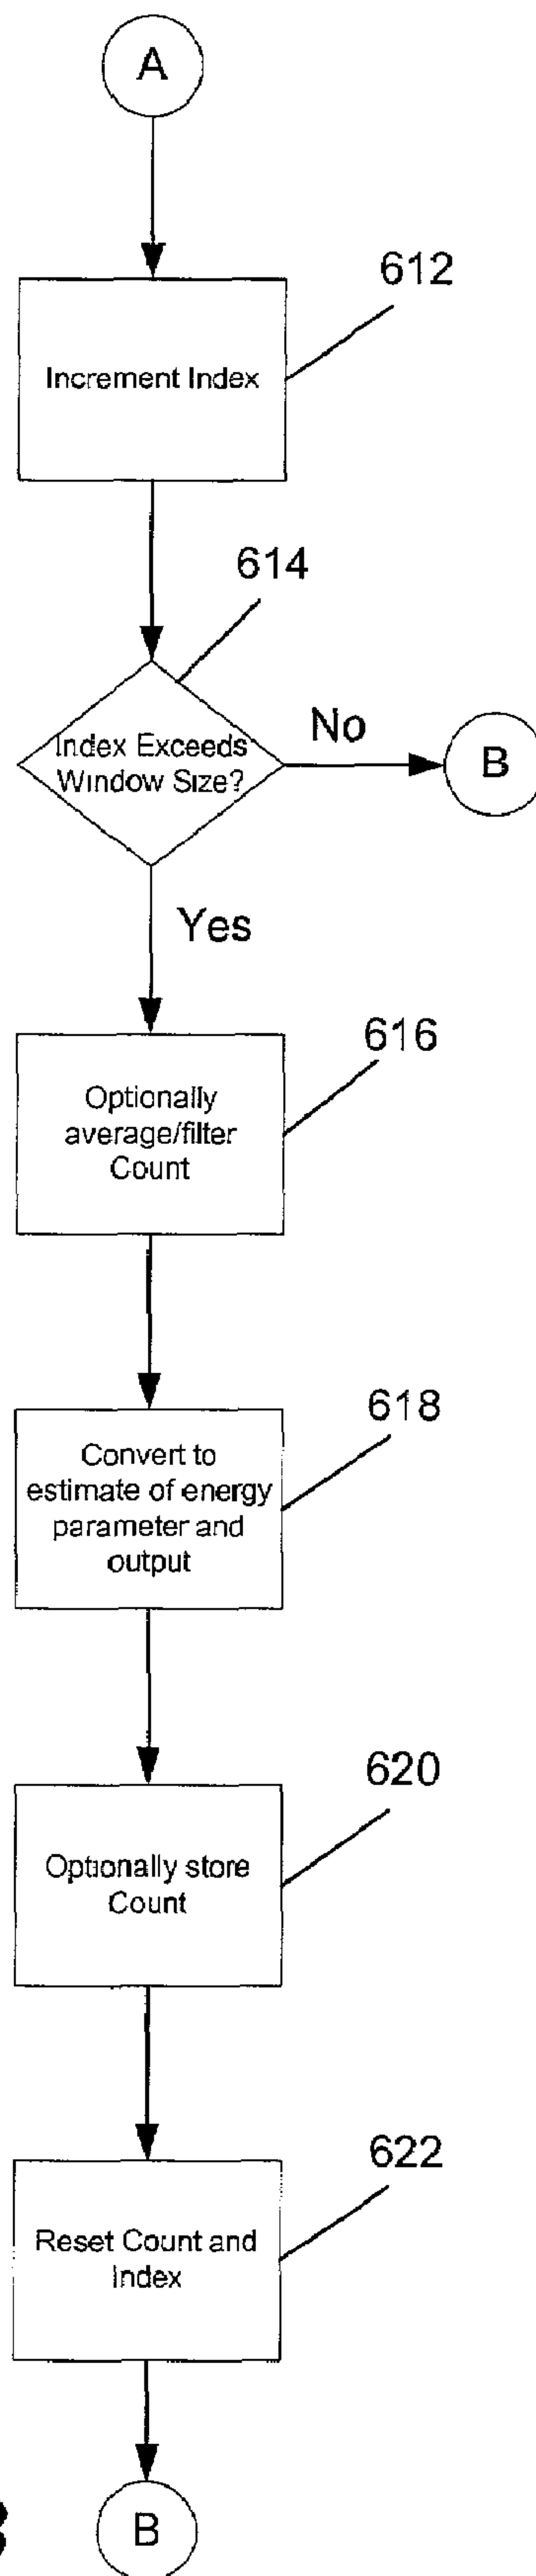 A
612
Increment Index
614
Index Exceeds
Window Size?
No
B
Yes
616
Optionally
average/filter
Count
618
Convert to
estimate of energy
parameter and
output
620
Optionally store
Count
622
Reset Count and
Index
B